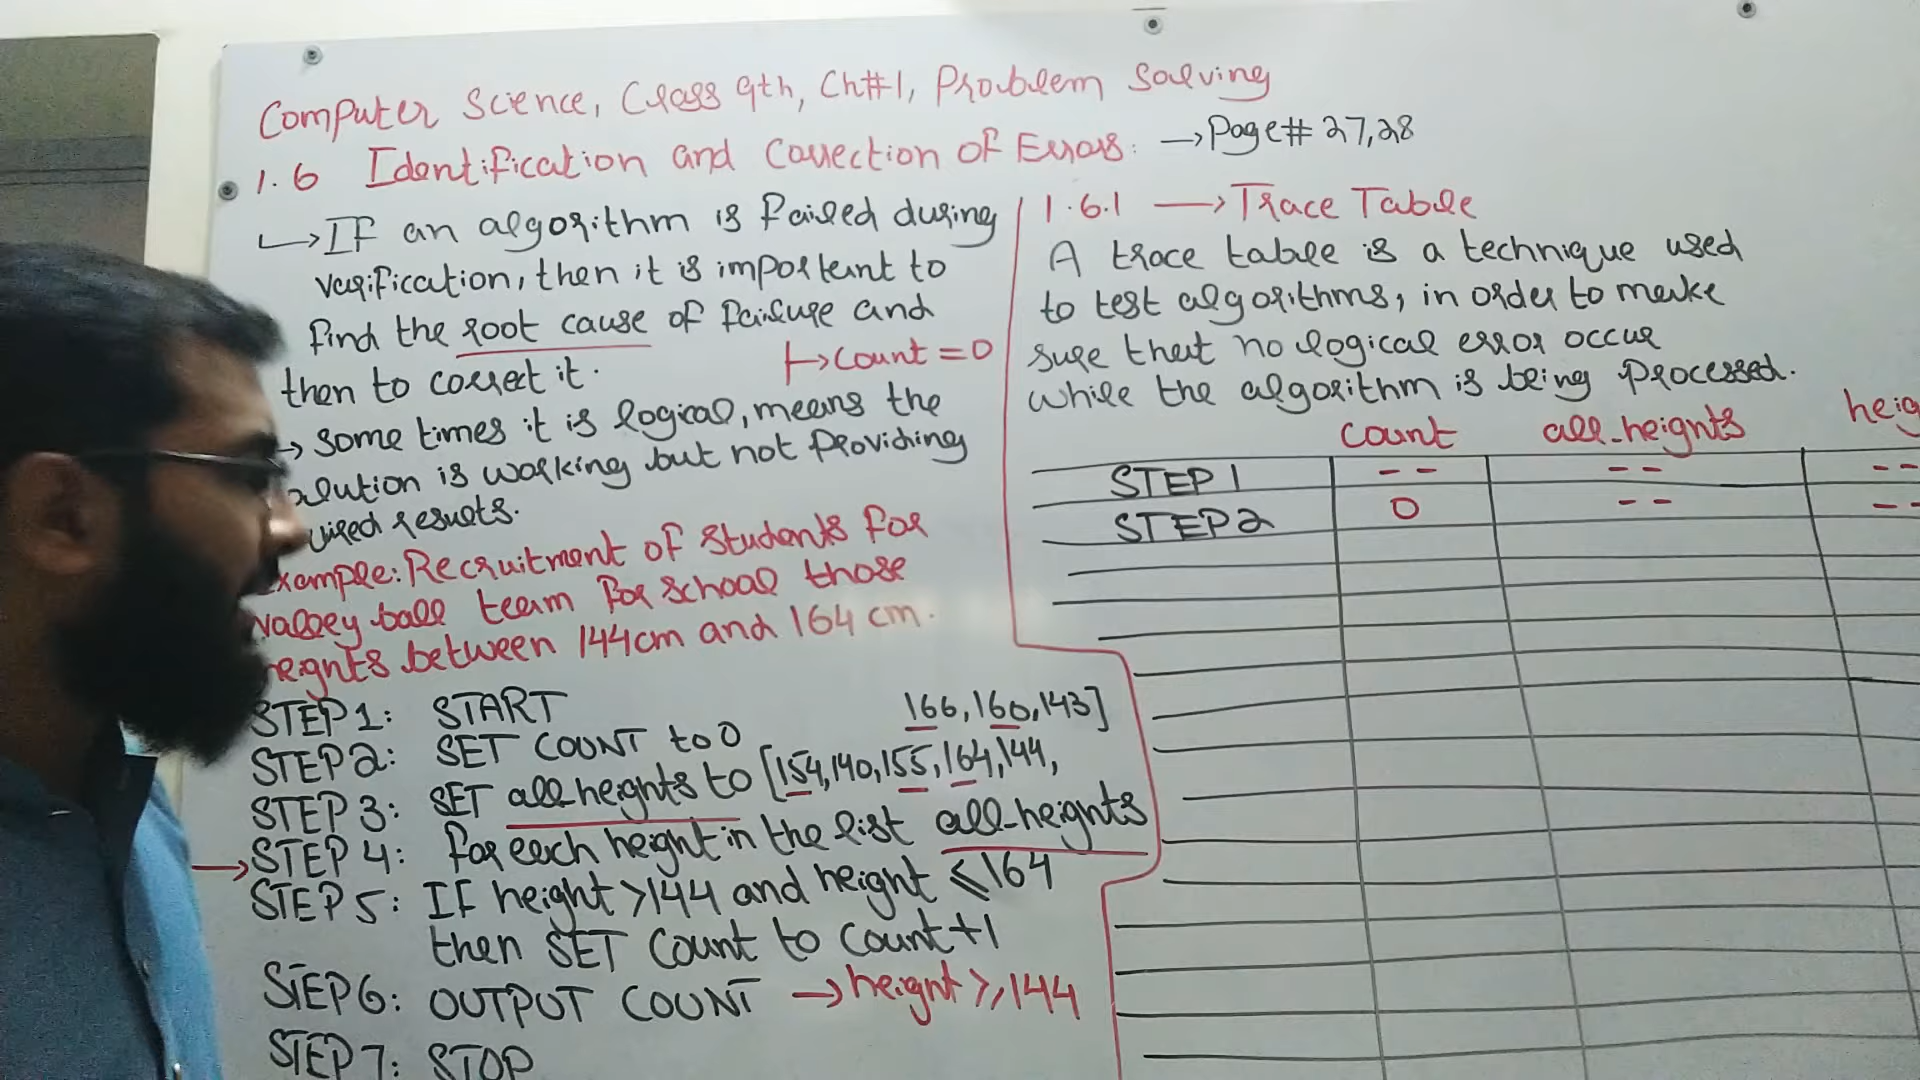 Computer Science, Class 9th, Ch#1, Problem Solving
1.6 Identification and Correction of Errors: → Page# 27,28
→ If an algorithm is failed during
varification, then it is important to
find the root cause of failure and
then to correct it.
→ count = 0
→ Some times it is logical, means the
solution is working but not providing
results.
Example: Recruitment of Students for
valley ball team for school those
heights between 144cm and 164 cm.
STEP 1: START
STEP 2: SET COUNT to 0
166, 160, 143]
STEP 3: SET all-heights to [154, 140, 155, 164, 144,
→ STEP 4: for each height in the list all-heights
STEP 5: IF height > 144 and height ⩽ 164
then SET Count to Count + 1
STEP 6: OUTPUT COUNT → height ⩾ 144
STEP 7: STOP
1.6.1 → Trace Table
A trace table is a technique used
to test algorithms, in order to make
sure that no logical error occur
while the algorithm is being processed.
count all-heights heig
STEP 1 -- -- --
STEP 2 0 -- --